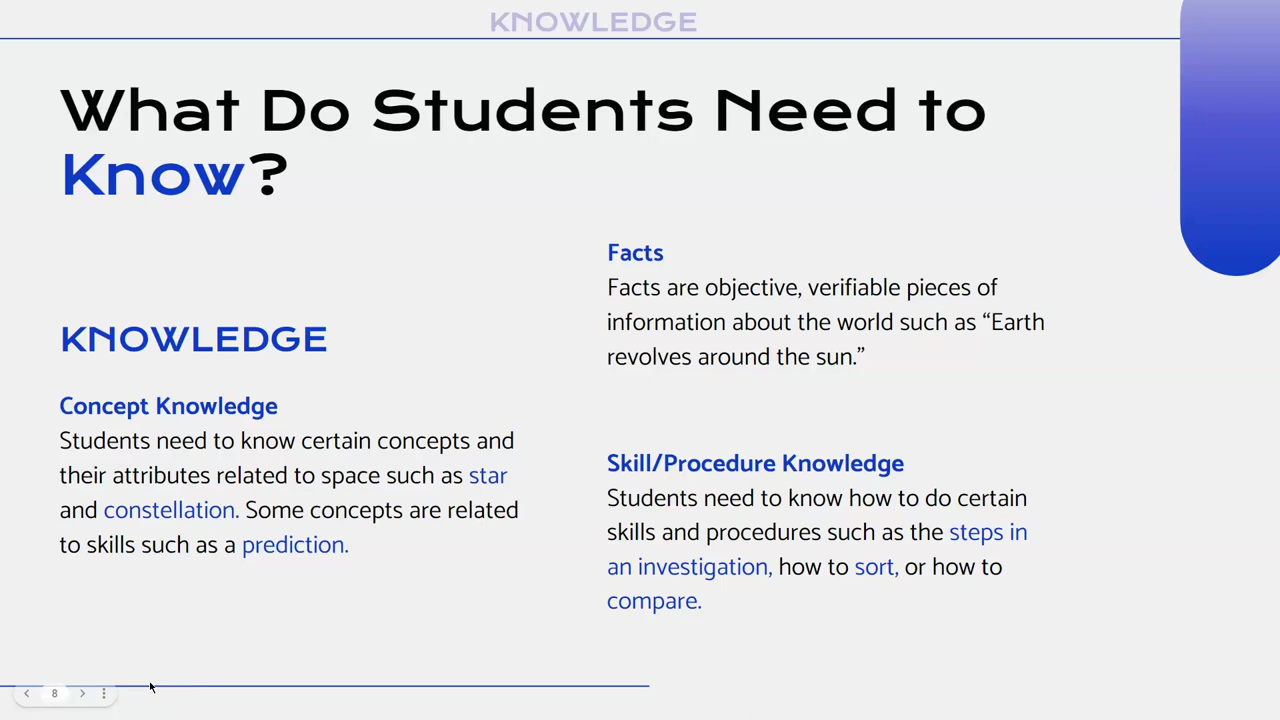 KNOWLEDGE
What Do Students Need to
Know?
KNOWLEDGE
Concept Knowledge
Students need to know certain concepts and
their attributes related to space such as star
and constellation. Some concepts are related
to skills such as a prediction.
Facts
Facts are objective, verifiable pieces of
information about the world such as “Earth
revolves around the sun.”
Skill/Procedure Knowledge
Students need to know how to do certain
skills and procedures such as the steps in
an investigation, how to sort, or how to
compare.
8